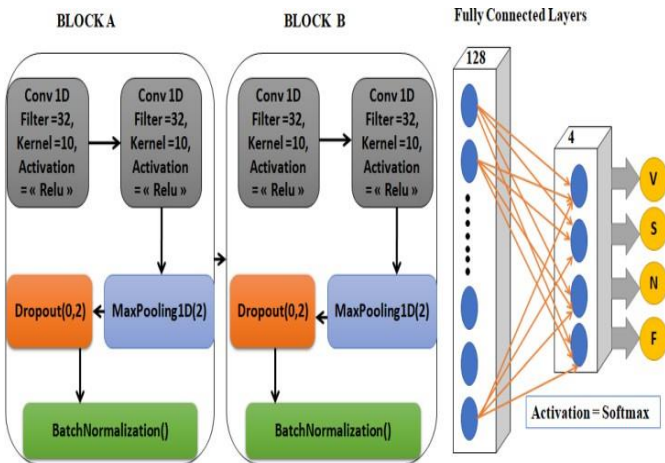 BLOCK A
Conv 1D
Filter =32,
Kernel =10,
Activation
= « Relu »
Conv 1D
Filter =32,
Kernel =10,
Activation
= « Relu »
Dropout(0,2)
MaxPooling1D(2)
BatchNormalization()
BLOCK B
Conv 1D
Filter =32,
Kernel =10,
Activation
= « Relu »
Conv 1D
Filter =32,
Kernel =10,
Activation
= « Relu »
Dropout(0,2)
MaxPooling1D(2)
BatchNormalization()
Fully Connected Layers
128
4
V
S
N
F
Activation = Softmax